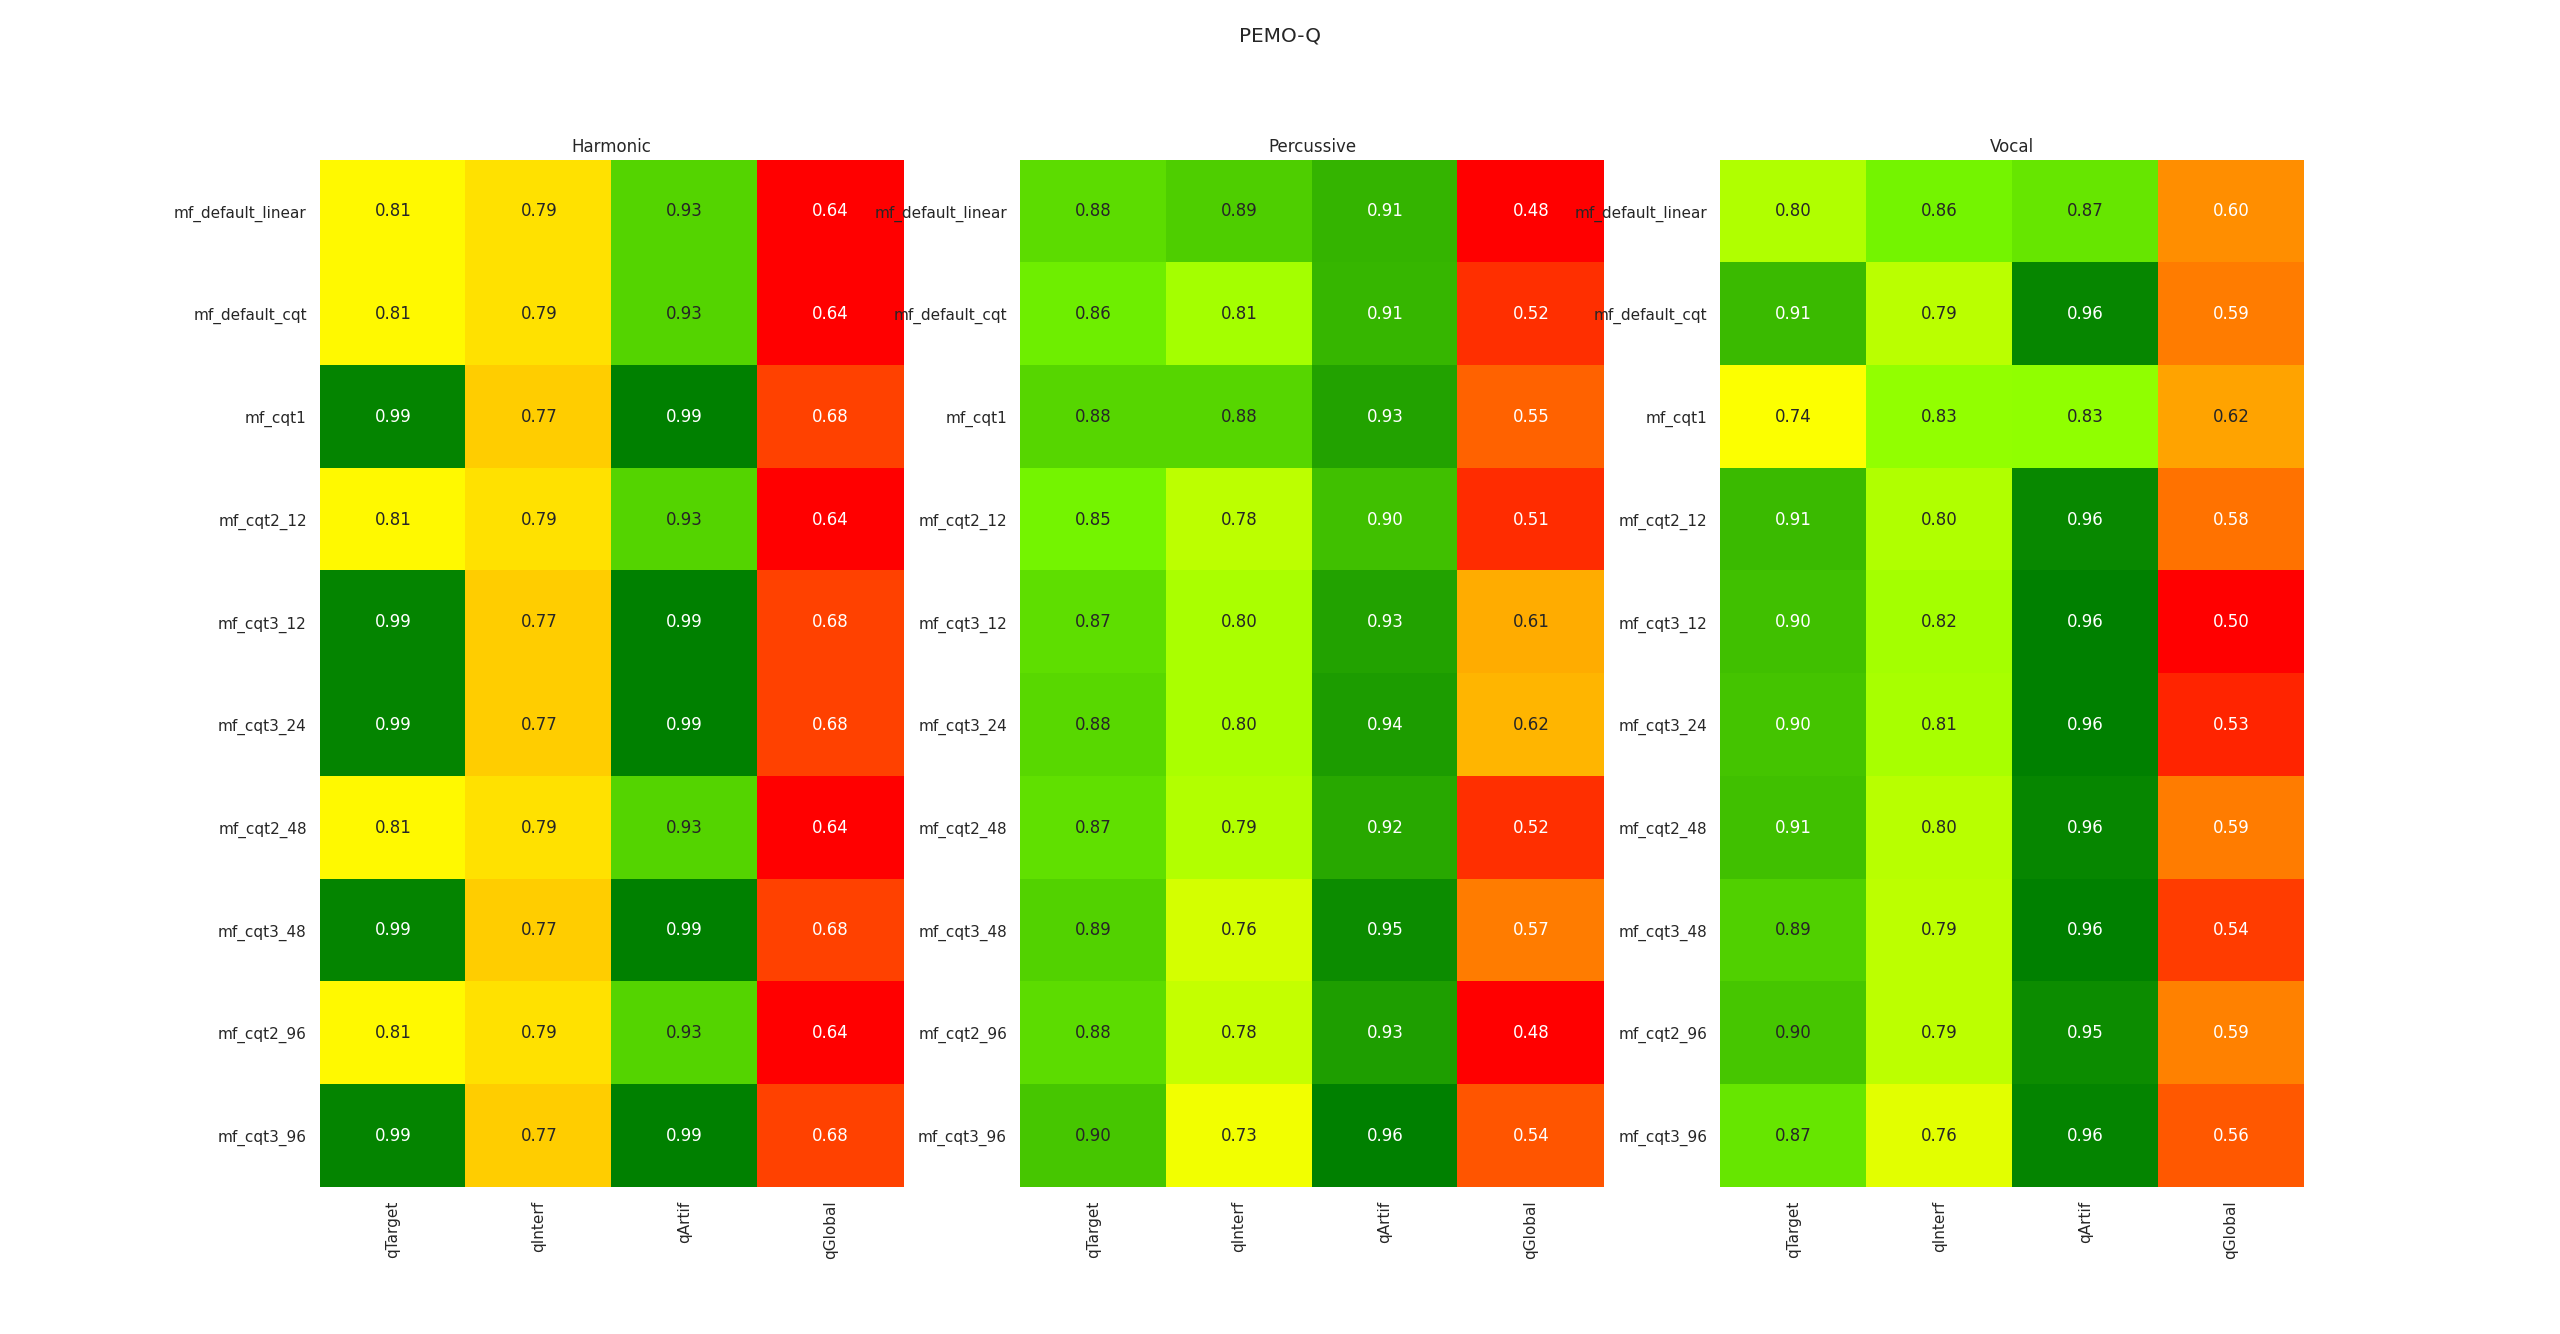 PEMO-Q
Harmonic Percussive Vocal
mf_default_linear 0.81 0.79 0.93 0.64 mf_default_linear 0.88 0.89 0.91 0.48 mf_default_linear 0.80 0.86 0.87 0.60
mf_default_cqt 0.81 0.79 0.93 0.64 mf_default_cqt 0.86 0.81 0.91 0.52 mf_default_cqt 0.91 0.79 0.96 0.59
mf_cqt1 0.99 0.77 0.99 0.68 mf_cqt1 0.88 0.88 0.93 0.55 mf_cqt1 0.74 0.83 0.83 0.62
mf_cqt2_12 0.81 0.79 0.93 0.64 mf_cqt2_12 0.85 0.78 0.90 0.51 mf_cqt2_12 0.91 0.80 0.96 0.58
mf_cqt3_12 0.99 0.77 0.99 0.68 mf_cqt3_12 0.87 0.80 0.93 0.61 mf_cqt3_12 0.90 0.82 0.96 0.50
mf_cqt3_24 0.99 0.77 0.99 0.68 mf_cqt3_24 0.88 0.80 0.94 0.62 mf_cqt3_24 0.90 0.81 0.96 0.53
mf_cqt2_48 0.81 0.79 0.93 0.64 mf_cqt2_48 0.87 0.79 0.92 0.52 mf_cqt2_48 0.91 0.80 0.96 0.59
mf_cqt3_48 0.99 0.77 0.99 0.68 mf_cqt3_48 0.89 0.76 0.95 0.57 mf_cqt3_48 0.89 0.79 0.96 0.54
mf_cqt2_96 0.81 0.79 0.93 0.64 mf_cqt2_96 0.88 0.78 0.93 0.48 mf_cqt2_96 0.90 0.79 0.95 0.59
mf_cqt3_96 0.99 0.77 0.99 0.68 mf_cqt3_96 0.90 0.73 0.96 0.54 mf_cqt3_96 0.87 0.76 0.96 0.56
qTarget qInterf qArtif qGlobal qTarget qInterf qArtif qGlobal qTarget qInterf qArtif qGlobal